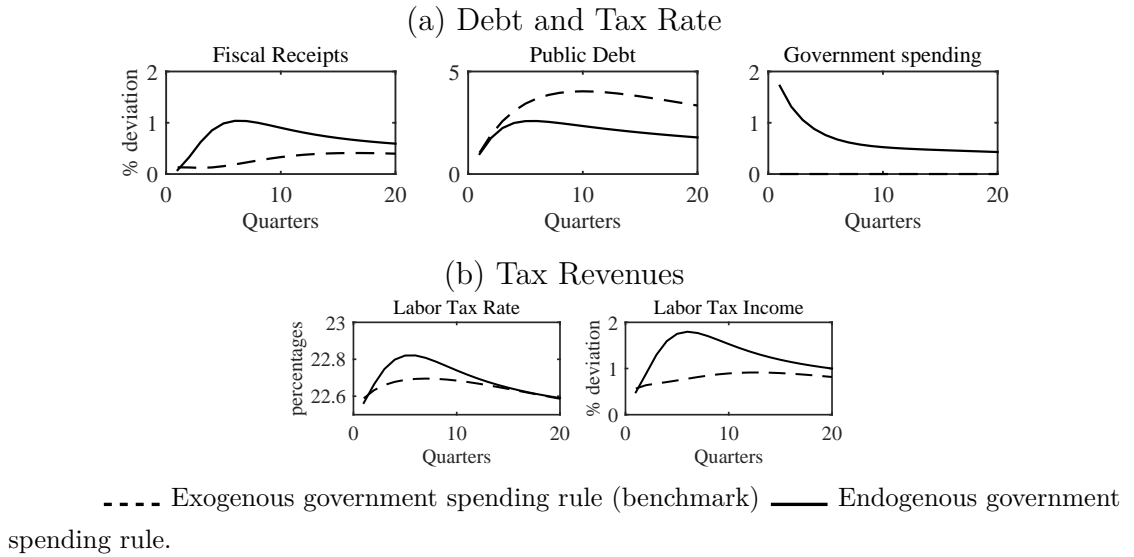 (a) Debt and Tax Rate
Fiscal Receipts
Public Debt
Government spending
% deviation
2
1
0
0
10
20
Quarters
5
0
0
10
20
Quarters
2
1
0
0
10
20
Quarters
(b) Tax Revenues
Labor Tax Rate
Labor Tax Income
percentages
23
22.8
22.6
0
10
20
Quarters
% deviation
2
1
0
0
10
20
Quarters
Exogenous government spending rule (benchmark) Endogenous government
spending rule.